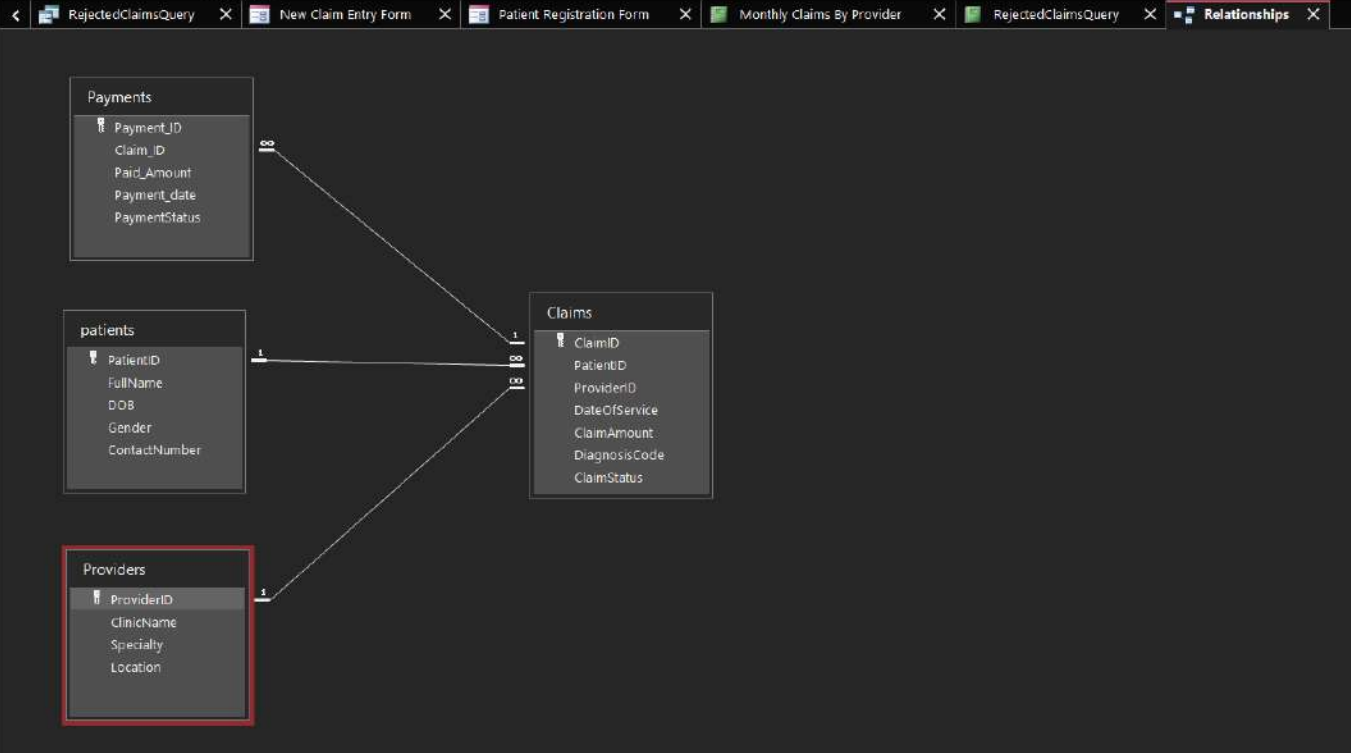 RejectedClaimsQuery
New Claim Entry Form
Patient Registration Form
Monthly Claims By Provider
RejectedClaimsQuery
Relationships
Payments
Payment_ID
Claim_ID
Paid_Amount
Payment_date
PaymentStatus
∞
patients
PatientID
FullName
DOB
Gender
ContactNumber
1
Providers
ProviderID
ClinicName
Specialty
Location
1
1
∞
∞
Claims
ClaimID
PatientID
ProviderID
DateOfService
ClaimAmount
DiagnosisCode
ClaimStatus